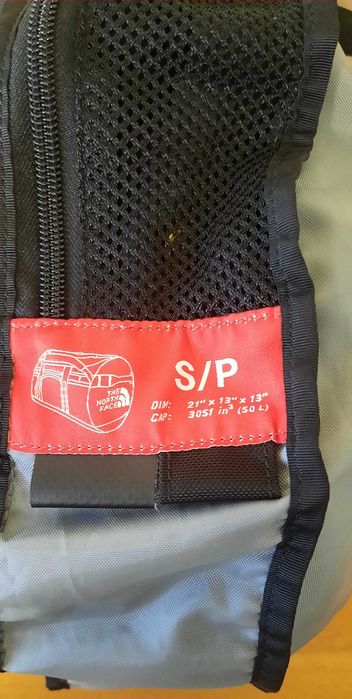 S/P
THE
NORTH
FACE
DIM: 21" x 13" x 13"
CAP: 3051 in³ (50 L)